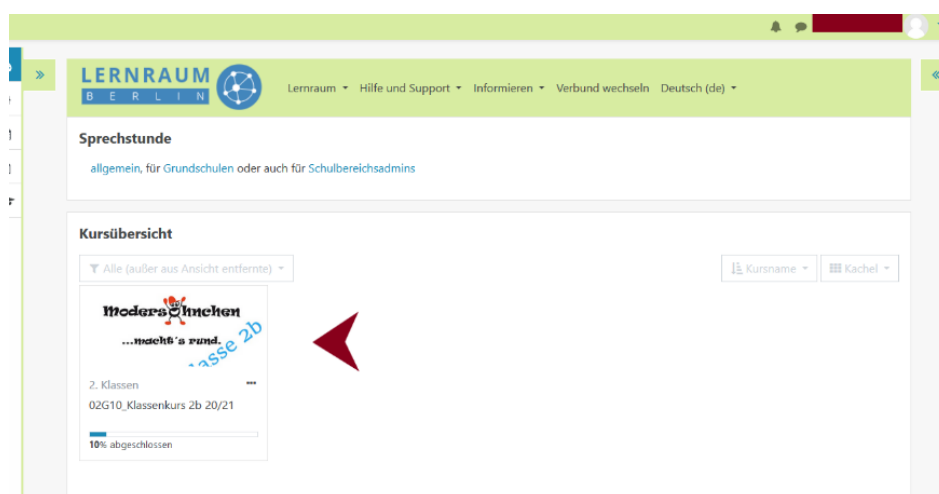 LERNRAUM
BERLIN
Lernraum Hilfe und Support Informieren Verbund wechseln Deutsch (de)
Sprechstunde
allgemein, für Grundschulen oder auch für Schulbereichsadmins
Kursübersicht
Alle (außer aus Ansicht entfernte)
Kursname Kachel
Modersöhnchen
...macht´s rund.
lasse 2b
2. Klassen
02G10_Klassenkurs 2b 20/21
10% abgeschlossen